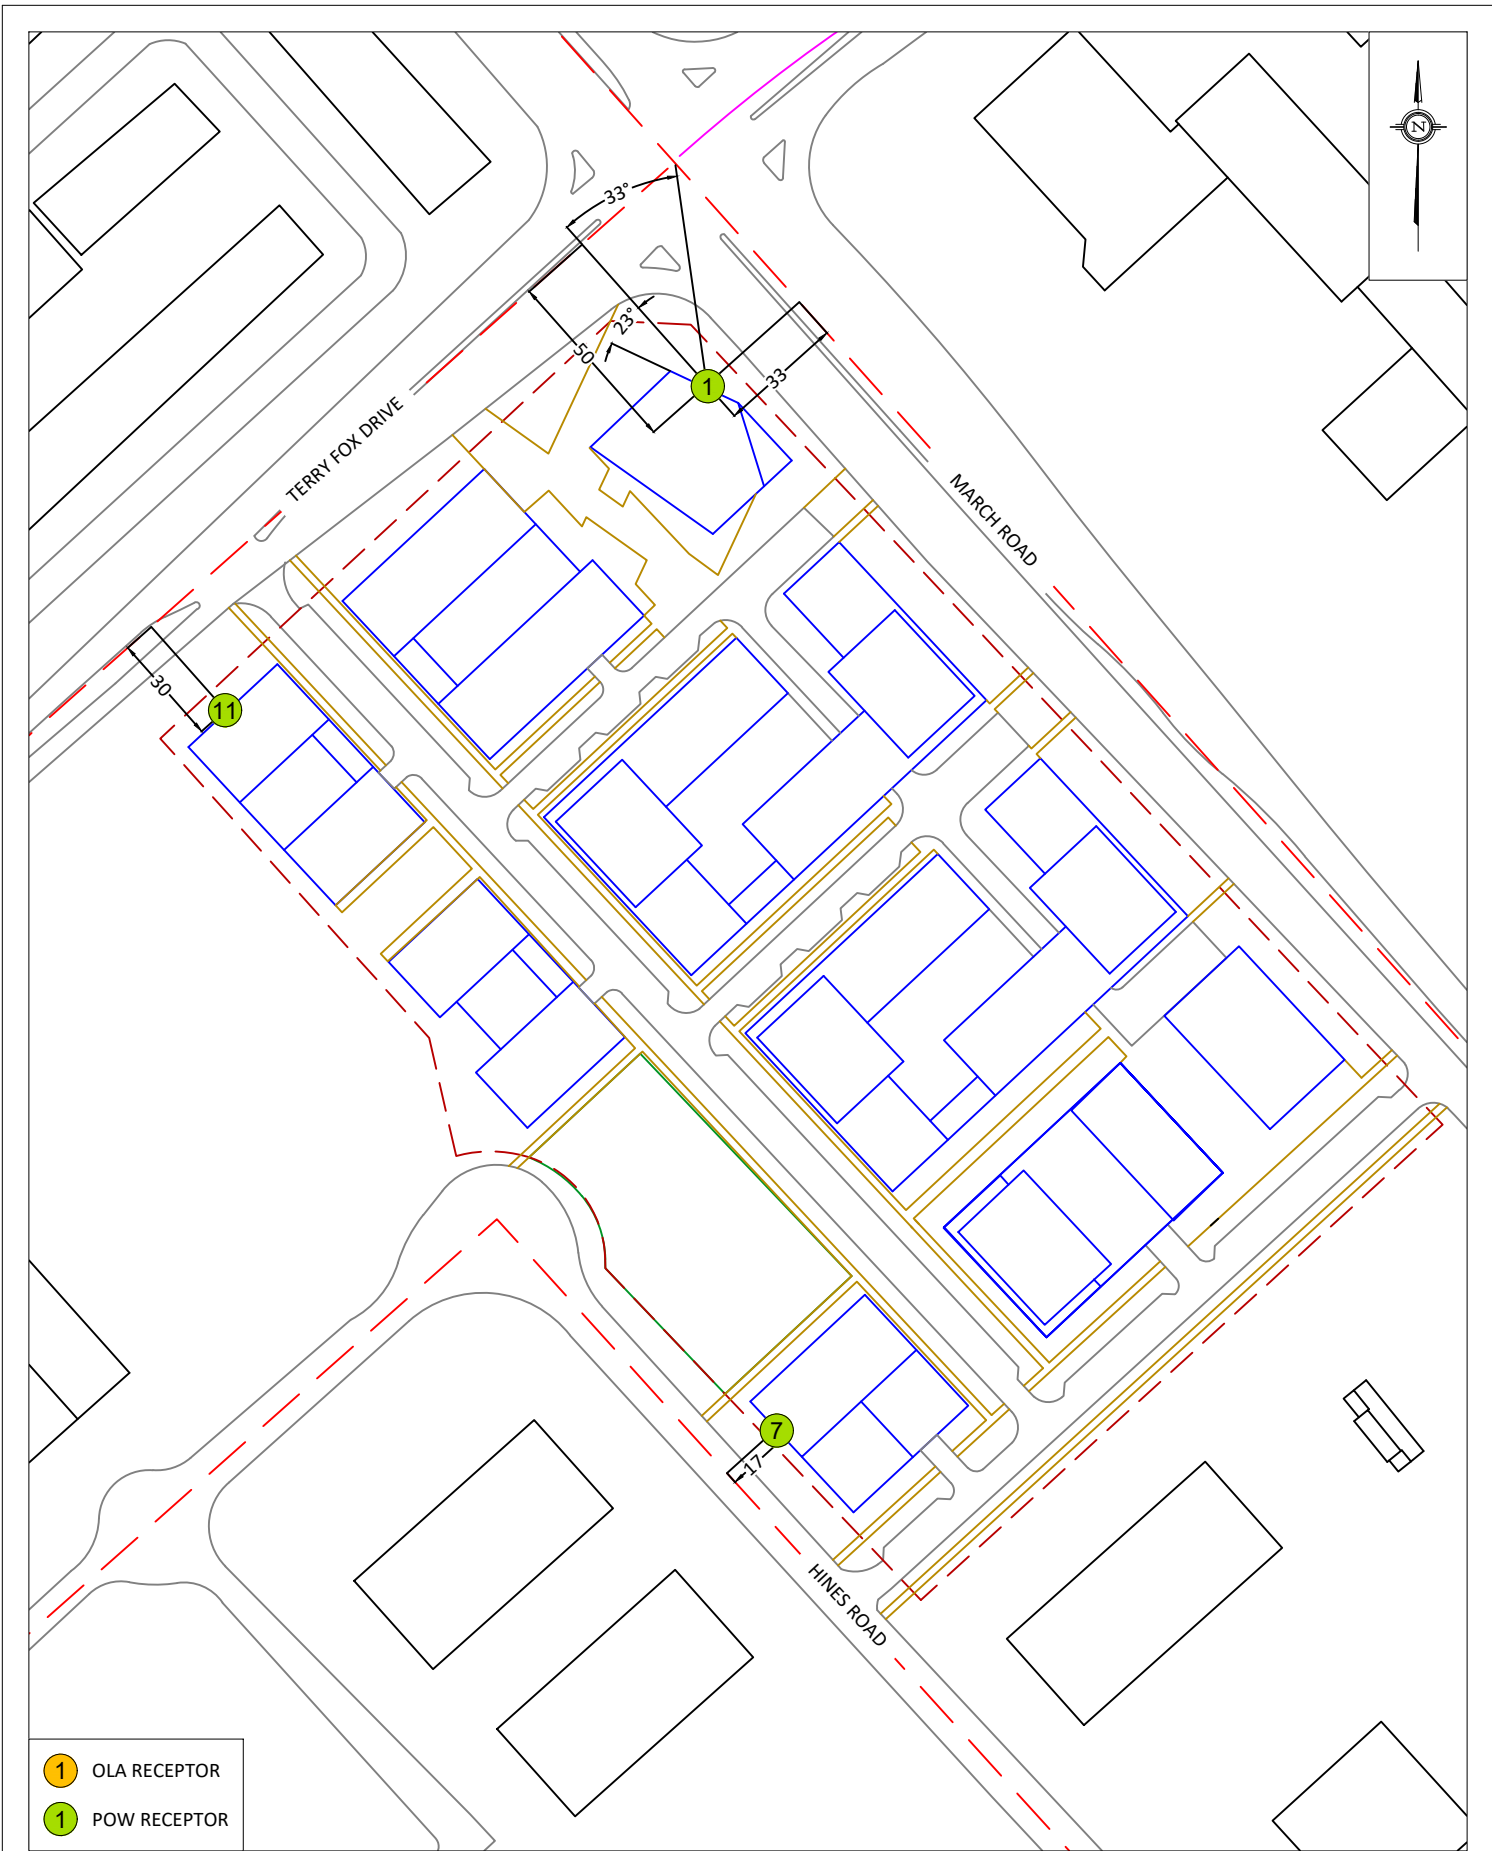 N
33°
23°
50
1
33
TERRY FOX DRIVE
MARCH ROAD
30
11
7
17
HINES ROAD
1 OLA RECEPTOR
1 POW RECEPTOR